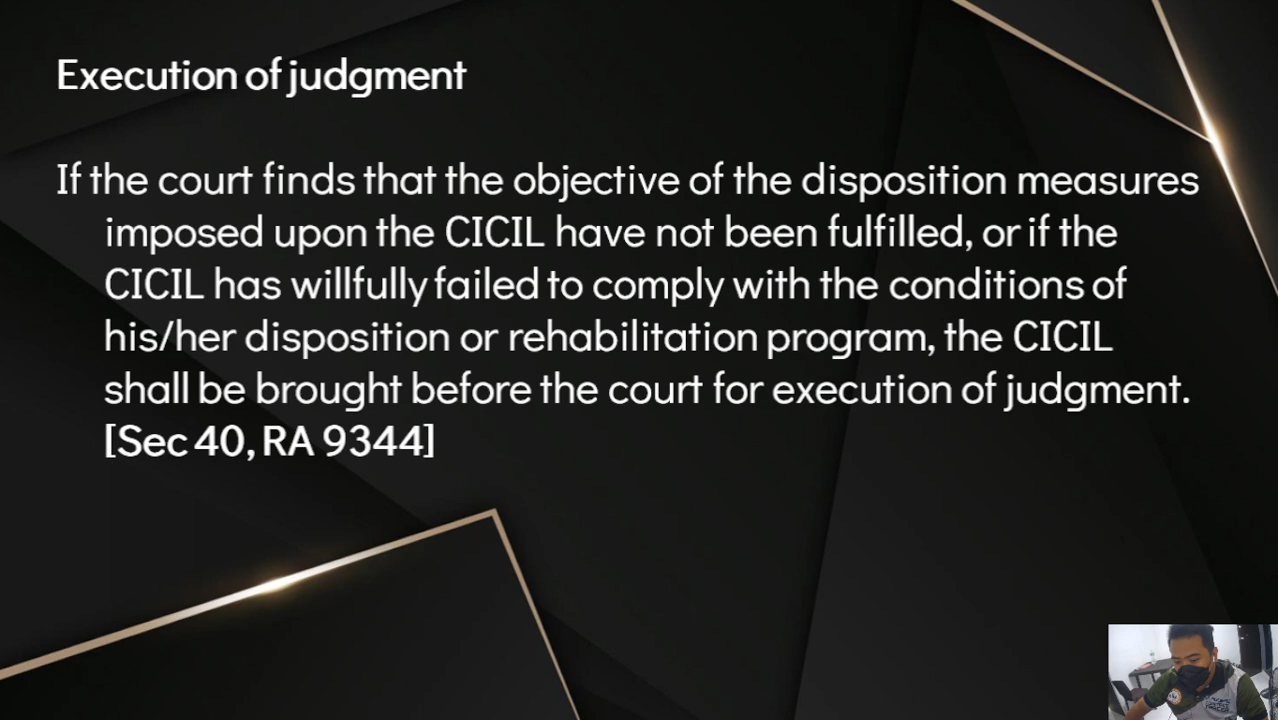 Execution of judgment
If the court finds that the objective of the disposition measures
imposed upon the CICIL have not been fulfilled, or if the
CICIL has willfully failed to comply with the conditions of
his/her disposition or rehabilitation program, the CICIL
shall be brought before the court for execution of judgment.
[Sec 40, RA 9344]